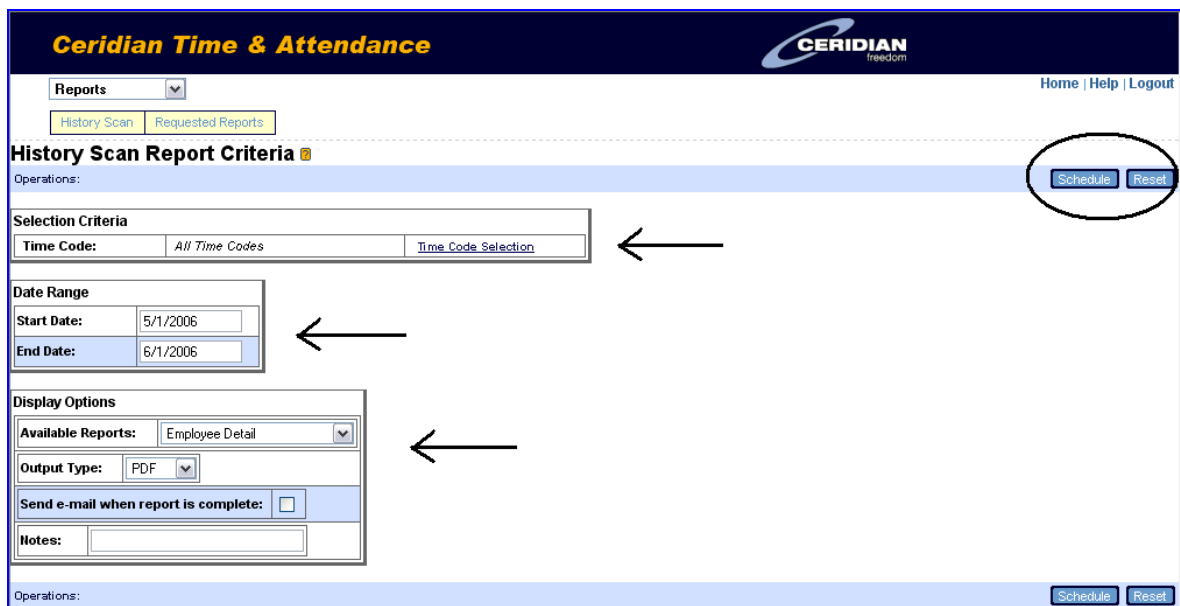 Ceridian Time & Attendance
CERIDIAN
freedom
Reports
Home | Help | Logout
History Scan Requested Reports
History Scan Report Criteria ?
Operations: Schedule Reset
Selection Criteria
Time Code: All Time Codes Time Code Selection
Date Range
Start Date: 5/1/2006
End Date: 6/1/2006
Display Options
Available Reports: Employee Detail
Output Type: PDF
Send e-mail when report is complete:
Notes:
Operations: Schedule Reset